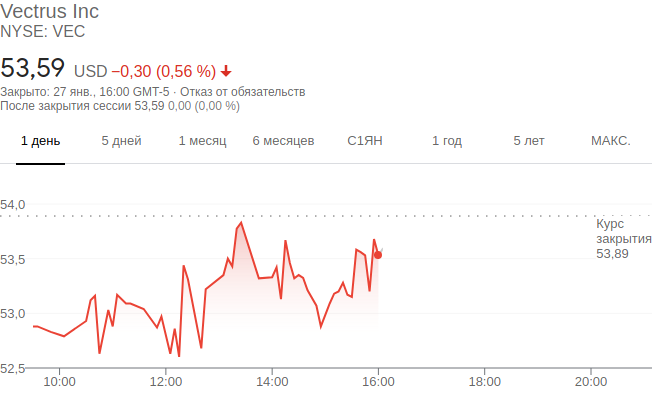 Vectrus Inc
NYSE: VEC
53,59 USD −0,30 (0,56 %)
Закрыто: 27 янв., 16:00 GMT-5 · Отказ от обязательств
После закрытия сессии 53,59 0,00 (0,00 %)
1 день 5 дней 1 месяц 6 месяцев С1ЯН 1 год 5 лет МАКС.
54,0
Курс
закрытия
53,89
53,5
53,0
52,5
10:00 12:00 14:00 16:00 18:00 20:00